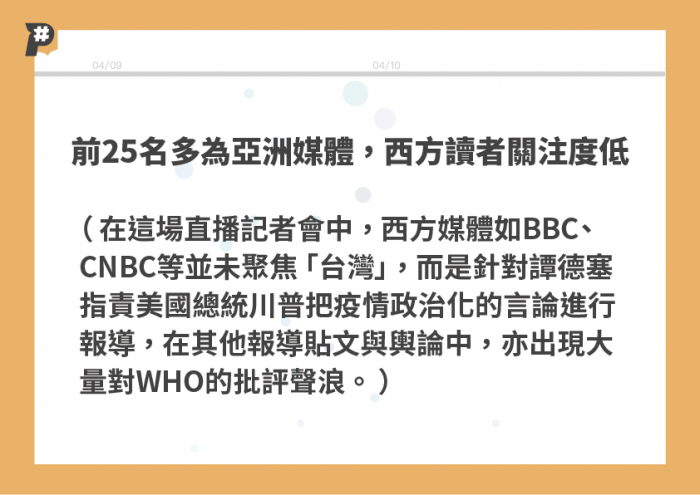 P#
04/09 04/10
前25名多為亞洲媒體，西方讀者關注度低
（在這場直播記者會中，西方媒體如BBC、
CNBC等並未聚焦「台灣」，而是針對譚德塞
指責美國總統川普把疫情政治化的言論進行
報導，在其他報導貼文與輿論中，亦出現大
量對WHO的批評聲浪。）